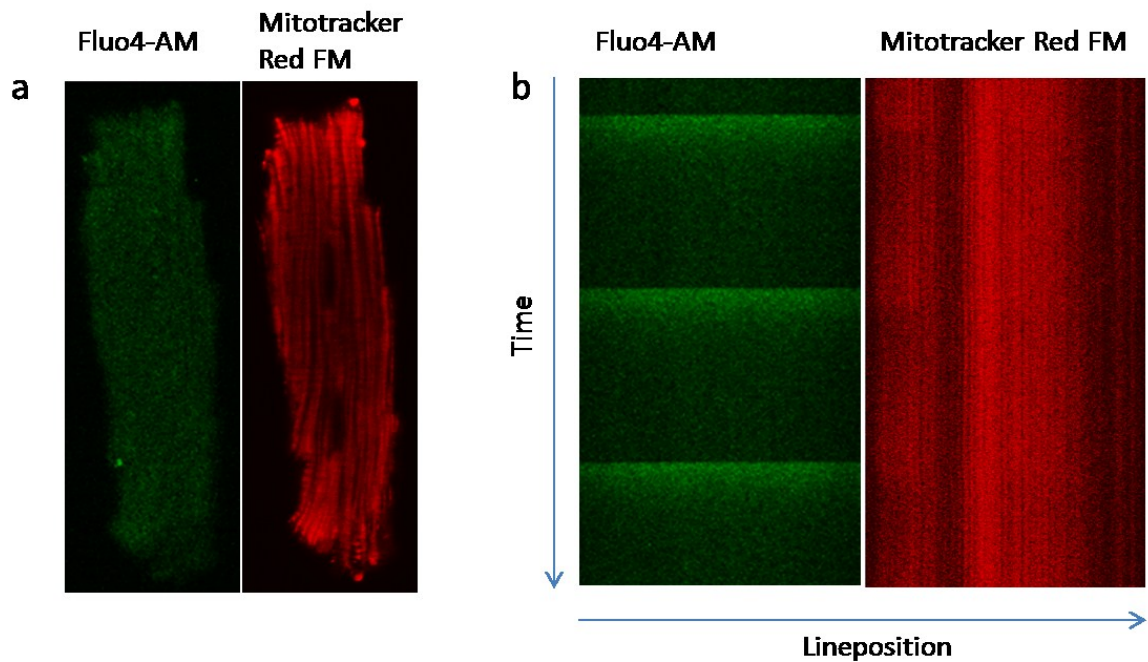 a
Fluo4-AM
Mitotracker
Red FM
b
Fluo4-AM
Mitotracker Red FM
Time
Lineposition